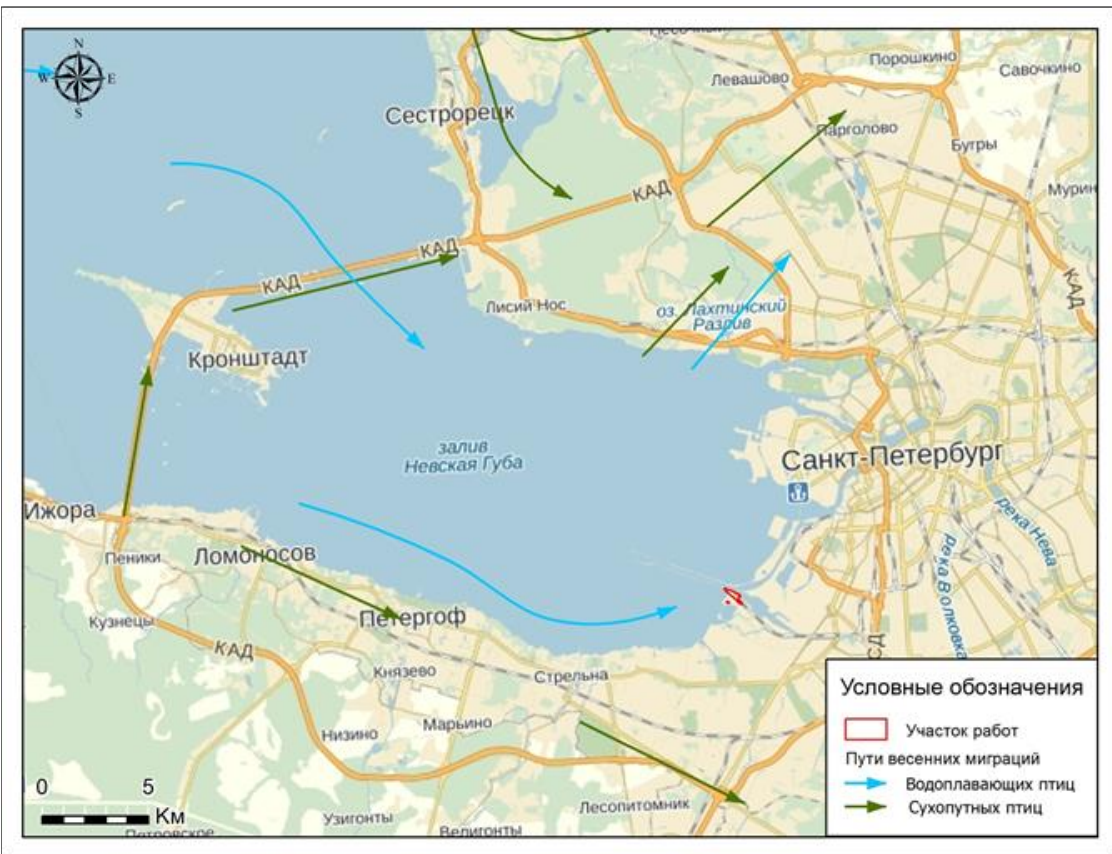 N
W E
S
Сестрорецк
Левашово
Порошкино
Савочкино
Парголово
Бугры
Мурин
КАД
КАД
КАД
КАД
Лисий Нос
оз. Лахтинский
Разлив
Кронштадт
залив
Невская Губа
Санкт-Петербург
Ижора
река Нева
река Волковка
Пеники
Ломоносов
Кузнецы
Петергоф
КАД
Князево
Стрельна
СД
Марьино
Низино
Лесопитомник
Узигонты
Велигонты
Петровское
0 5
Км
Условные обозначения
Участок работ
Пути весенних миграций
Водоплавающих птиц
Сухопутных птиц